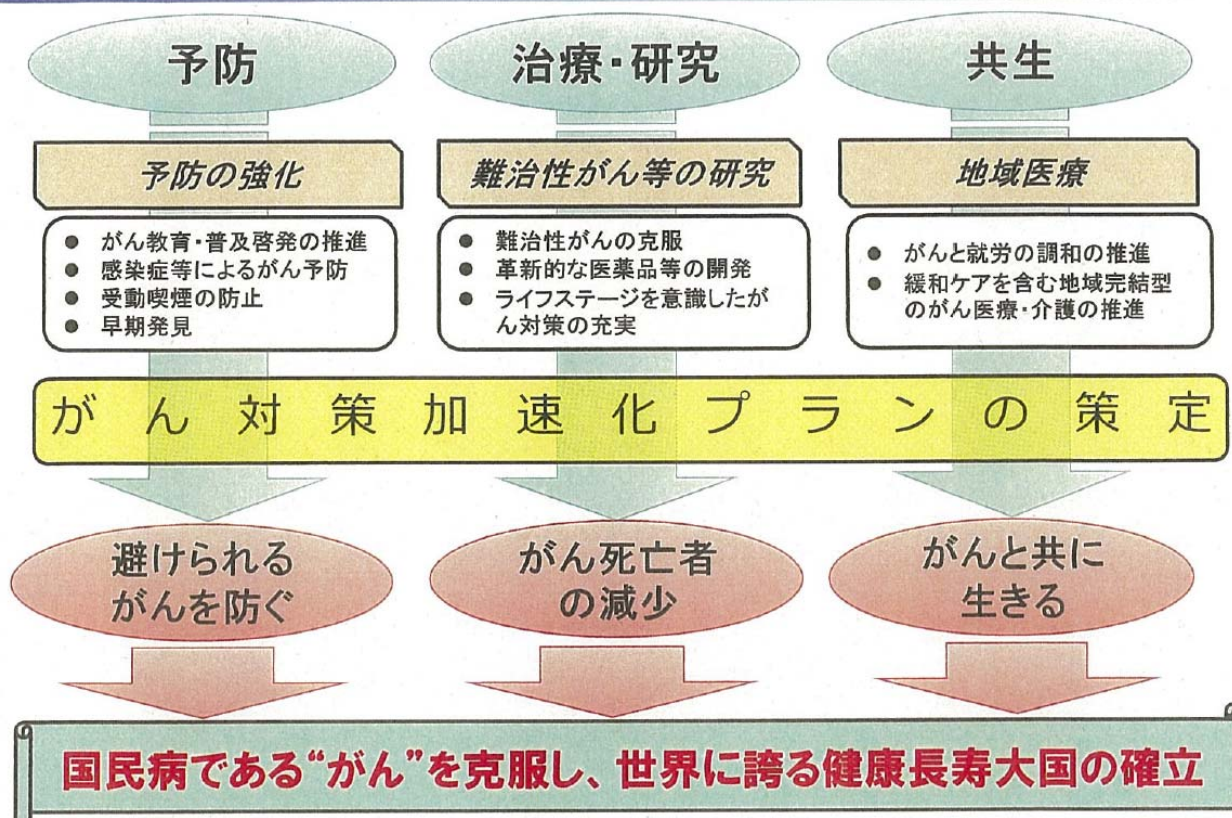 予防
治療・研究
共生
予防の強化
難治性がん等の研究
地域医療
● がん教育・普及啓発の推進
● 感染症等によるがん予防
● 受動喫煙の防止
● 早期発見
● 難治性がんの克服
● 革新的な医薬品等の開発
● ライフステージを意識したが
ん対策の充実
● がんと就労の調和の推進
● 緩和ケアを含む地域完結型
のがん医療・介護の推進
がん対策加速化プランの策定
避けられる
がんを防ぐ
がん死亡者
の減少
がんと共に
生きる
国民病である“がん”を克服し、世界に誇る健康長寿大国の確立